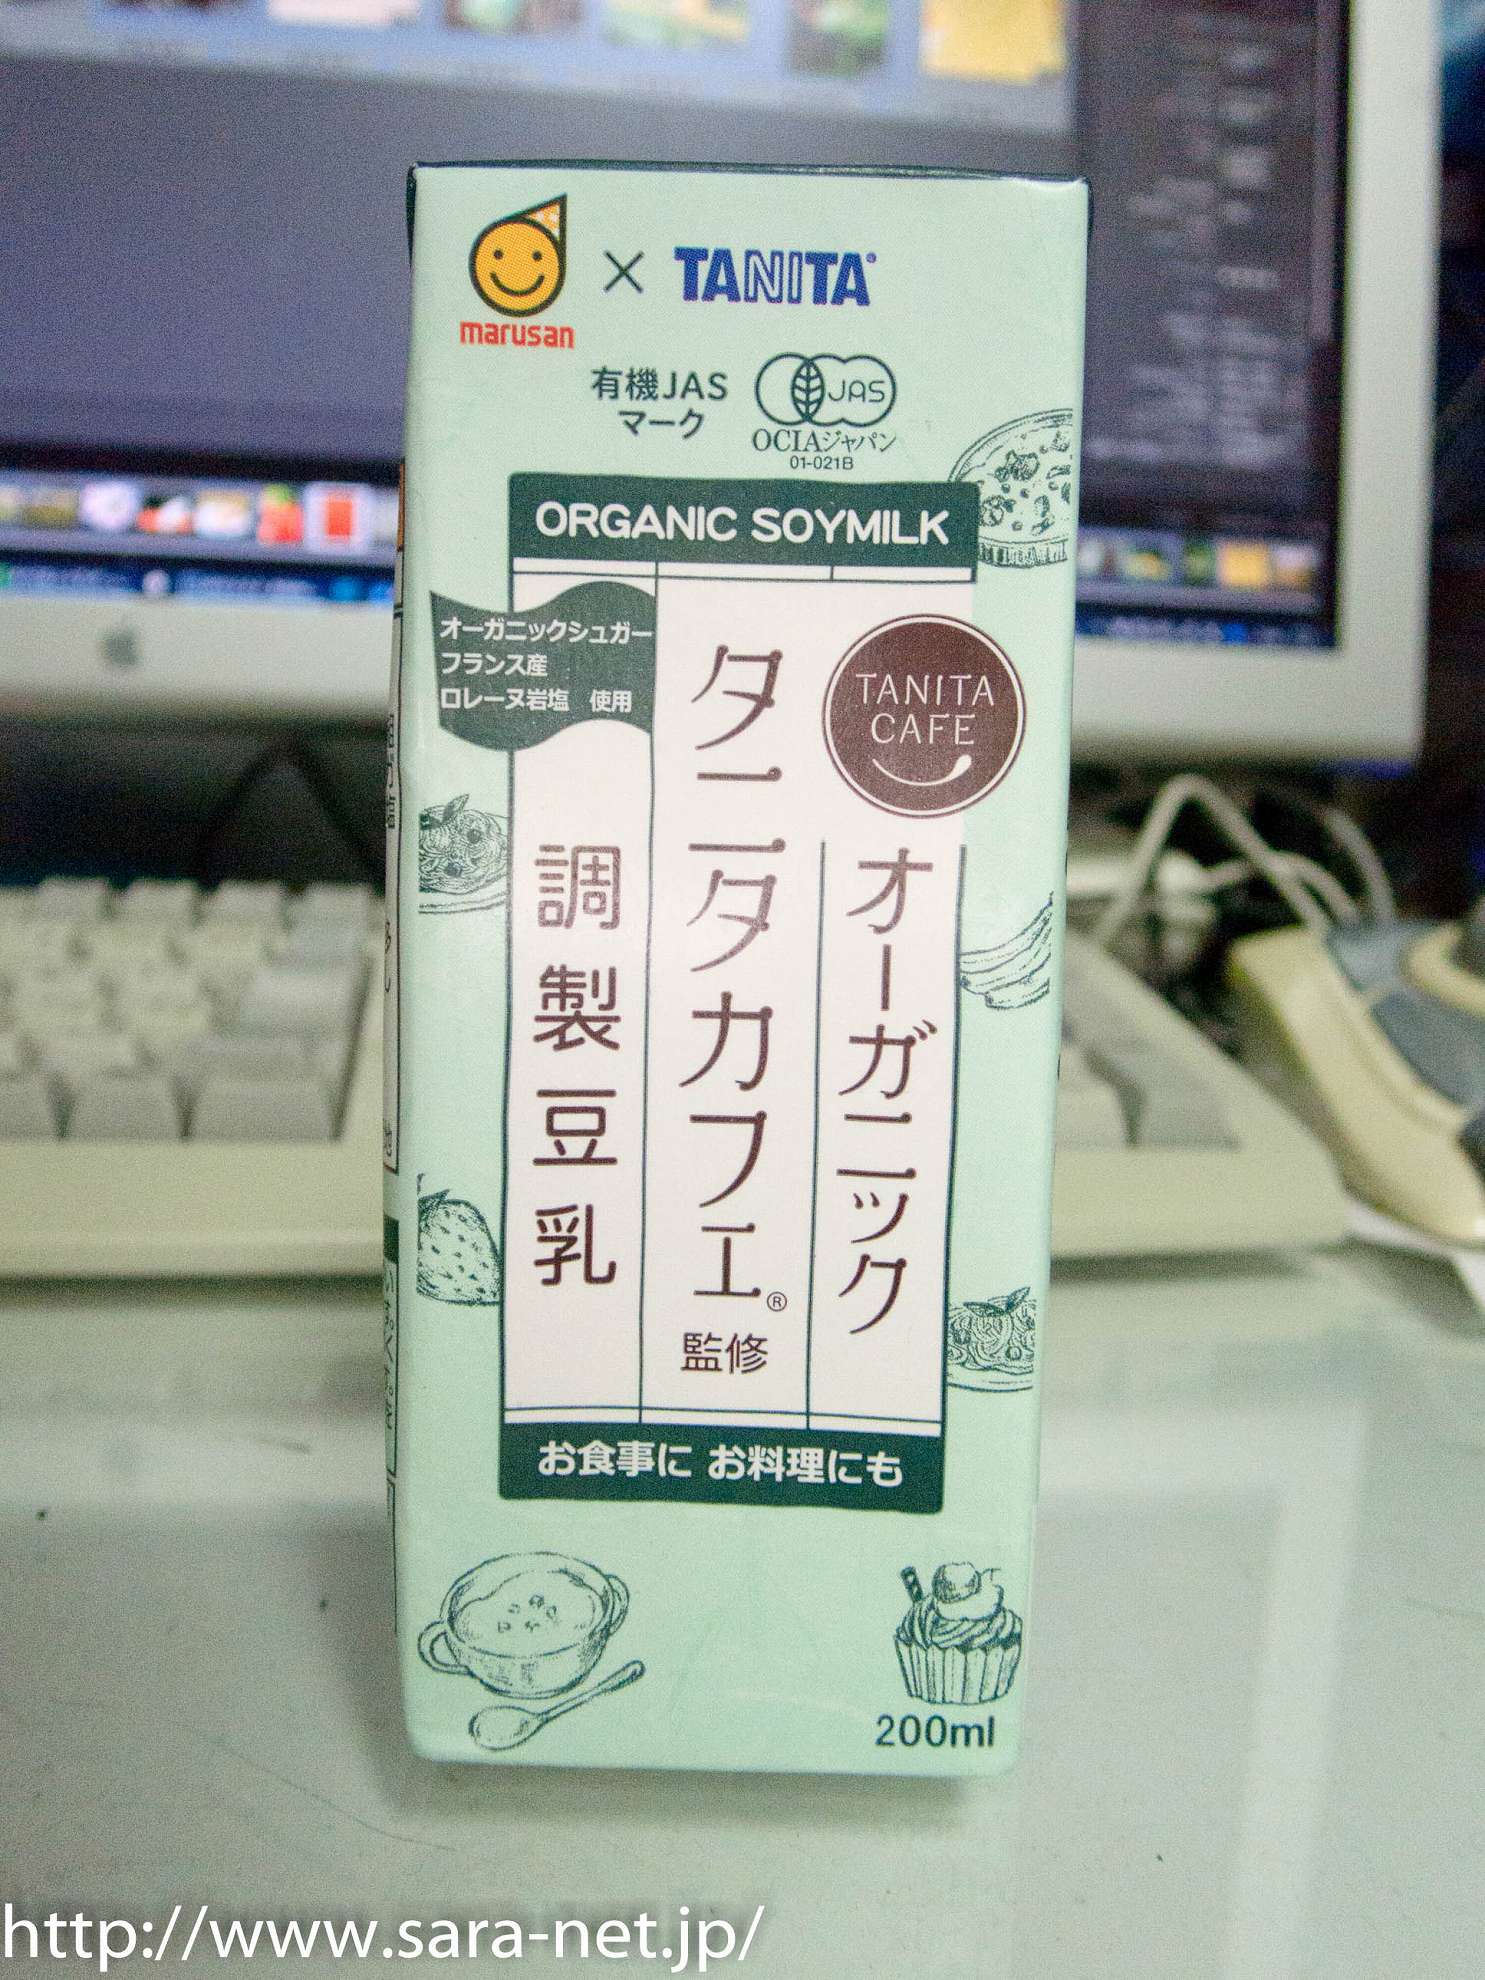 marusan
×
TANITA®
有機JAS
マーク
JAS
OCIAジャパン
01-021B
ORGANIC SOYMILK
オーガニックシュガー
フランス産
ロレーヌ岩塩 使用
TANITA
CAFE
オーガニック
タニタカフェ®監修
調製豆乳
お食事に お料理にも
200ml
http://www.sara-net.jp/